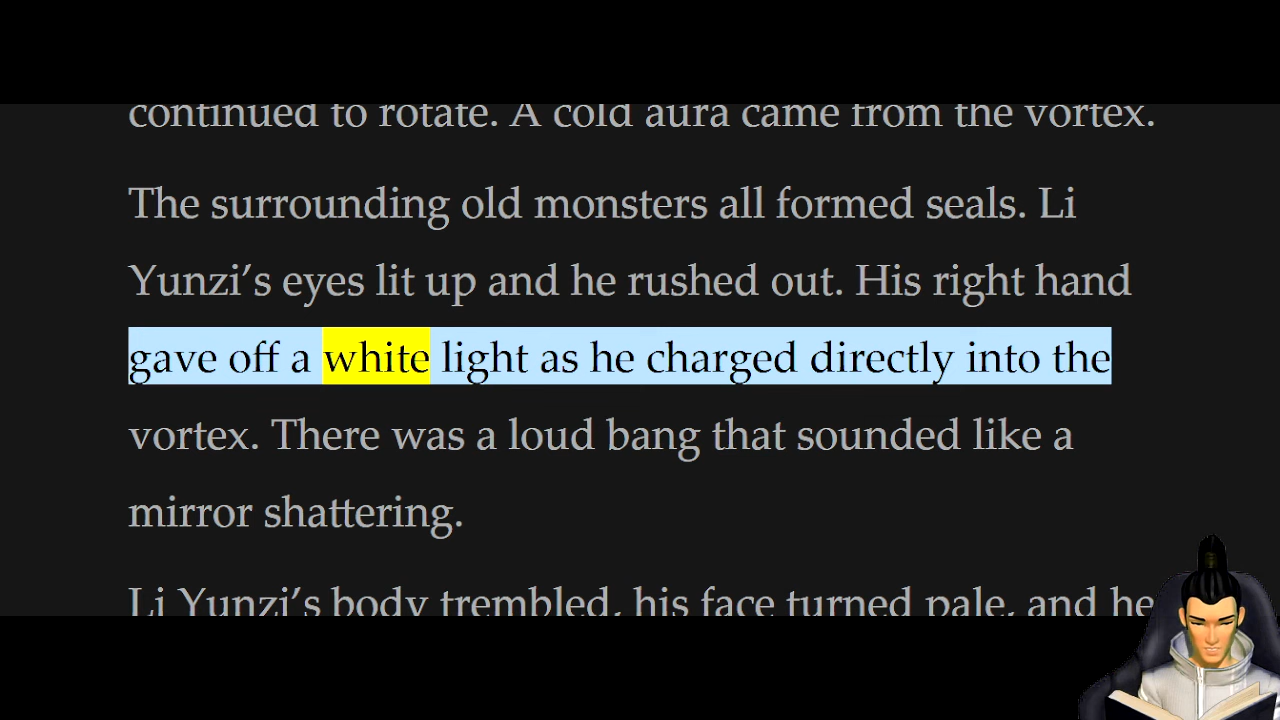 continued to rotate. A cold aura came from the vortex.
The surrounding old monsters all formed seals. Li
Yunzi’s eyes lit up and he rushed out. His right hand
gave off a white light as he charged directly into the
vortex. There was a loud bang that sounded like a
mirror shattering.
Li Yunzi’s body trembled, his face turned pale, and he